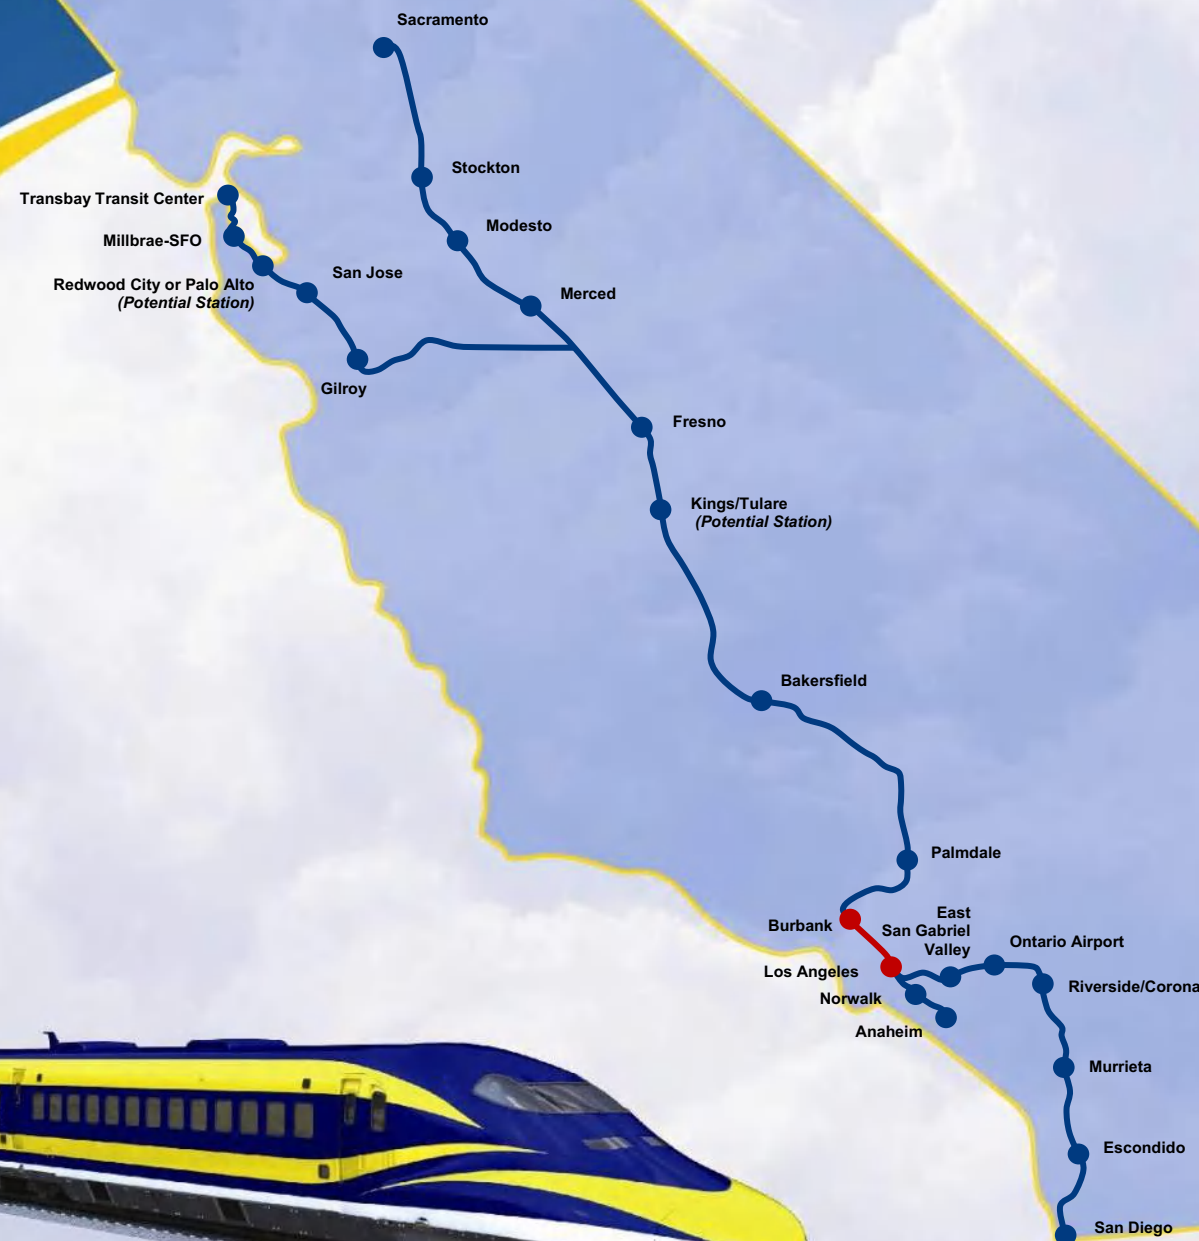 Sacramento
Stockton
Transbay Transit Center
Modesto
Millbrae-SFO
San Jose
Redwood City or Palo Alto
(Potential Station)
Merced
Gilroy
Fresno
Kings/Tulare
(Potential Station)
Bakersfield
Palmdale
Burbank
East
San Gabriel
Valley
Ontario Airport
Los Angeles
Riverside/Corona
Norwalk
Anaheim
Murrieta
Escondido
San Diego